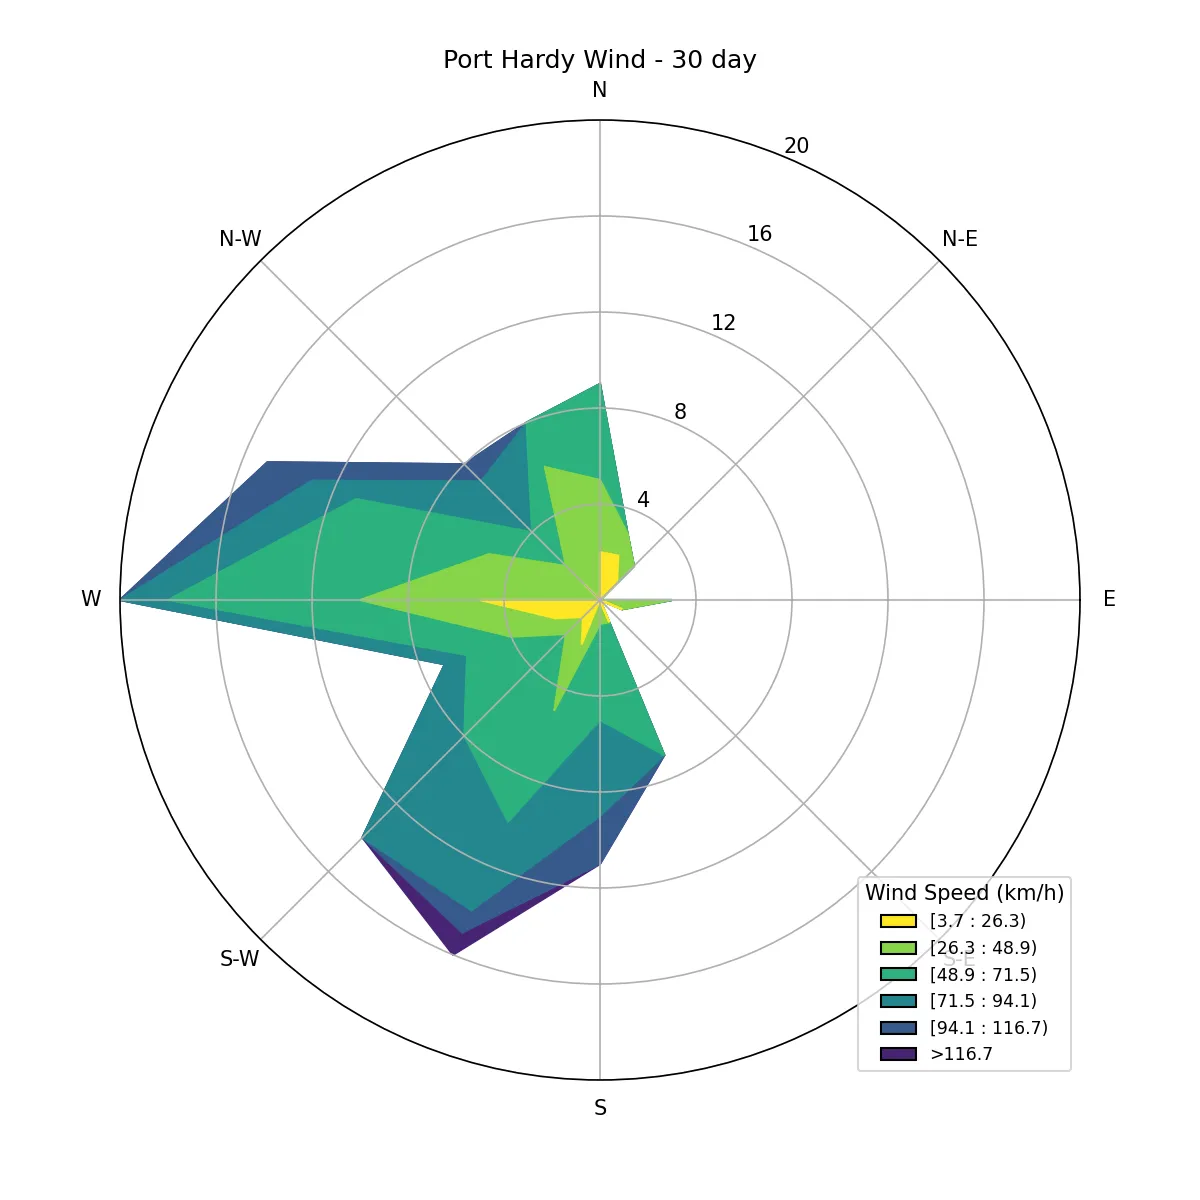 Port Hardy Wind - 30 day
N
20
N-W
16
N-E
12
8
4
W
E
S-W
S-E
S
Wind Speed (km/h)
[3.7 : 26.3)
[26.3 : 48.9)
[48.9 : 71.5)
[71.5 : 94.1)
[94.1 : 116.7)
>116.7